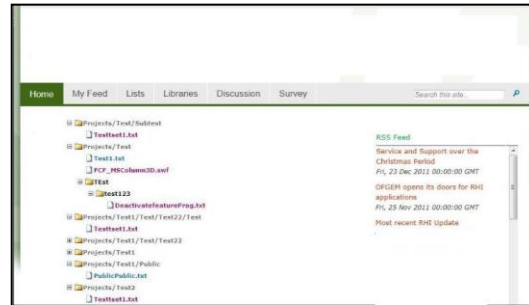 Home My Feed Lists Libraries Discussion Survey Search this site...
Projects/Test/Subtest
Testtset1.txt
Projects/Test
Test1.txt
FCF_MSColumn3D.swf
TEst
test123
DeactivatefeatureFrog.txt
Projects/Test1/Test/Test22/Test
Testtset1.txt
Projects/Test1/Test/Test22
Projects/Test1
Projects/Test1/Public
PublicPublic.txt
Projects/Test2
Testtset1.txt
RSS Feed
Service and Support over the
Christmas Period
Fri, 23 Dec 2011 00:00:00 GMT
OFGEM opens its doors for RHI
applications
Fri, 25 Nov 2011 00:00:00 GMT
Most recent RHI Update